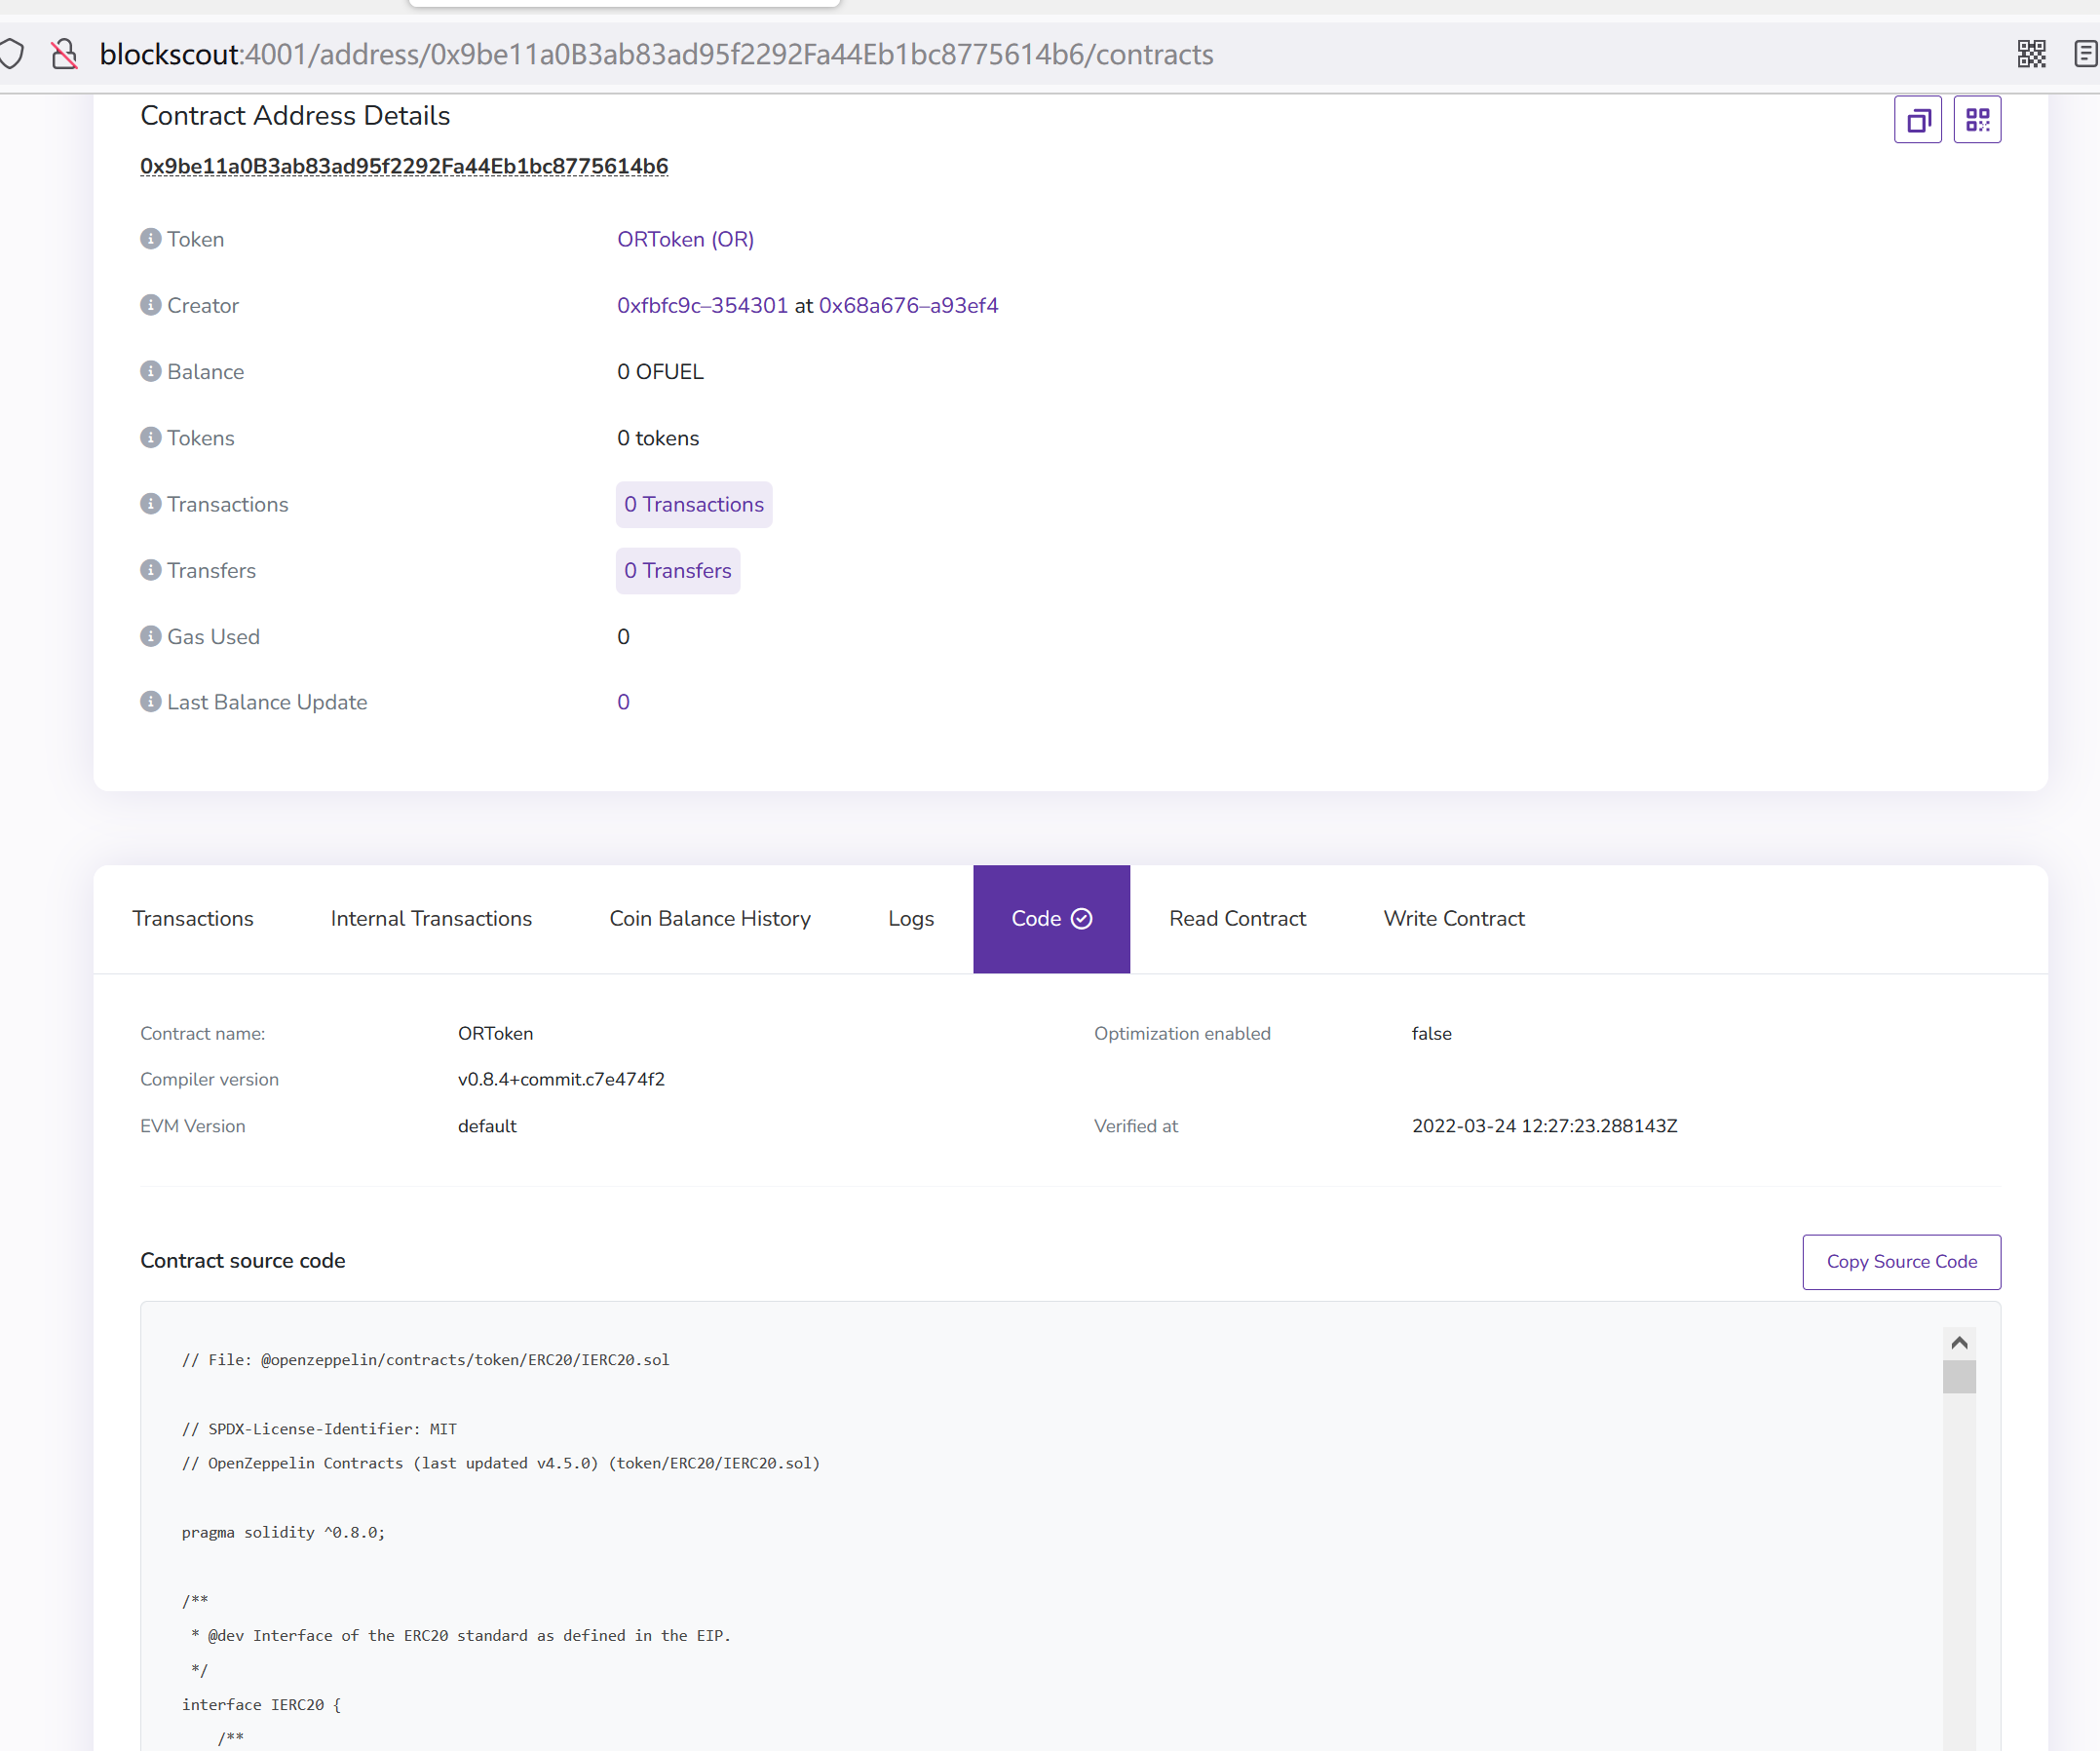 blockscout:4001/address/0x9be11a0B3ab83ad95f2292Fa44Eb1bc8775614b6/contracts
Contract Address Details
0x9be11a0B3ab83ad95f2292Fa44Eb1bc8775614b6
Token ORToken (OR)
Creator 0xfbfc9c–354301 at 0x68a676–a93ef4
Balance 0 OFUEL
Tokens 0 tokens
Transactions 0 Transactions
Transfers 0 Transfers
Gas Used 0
Last Balance Update 0
Transactions Internal Transactions Coin Balance History Logs Code Read Contract Write Contract
Contract name: ORToken Optimization enabled false
Compiler version v0.8.4+commit.c7e474f2
EVM Version default Verified at 2022-03-24 12:27:23.288143Z
Contract source code Copy Source Code
// File: @openzeppelin/contracts/token/ERC20/IERC20.sol
// SPDX-License-Identifier: MIT
// OpenZeppelin Contracts (last updated v4.5.0) (token/ERC20/IERC20.sol)
pragma solidity ^0.8.0;
/**
* @dev Interface of the ERC20 standard as defined in the EIP.
*/
interface IERC20 {
/**